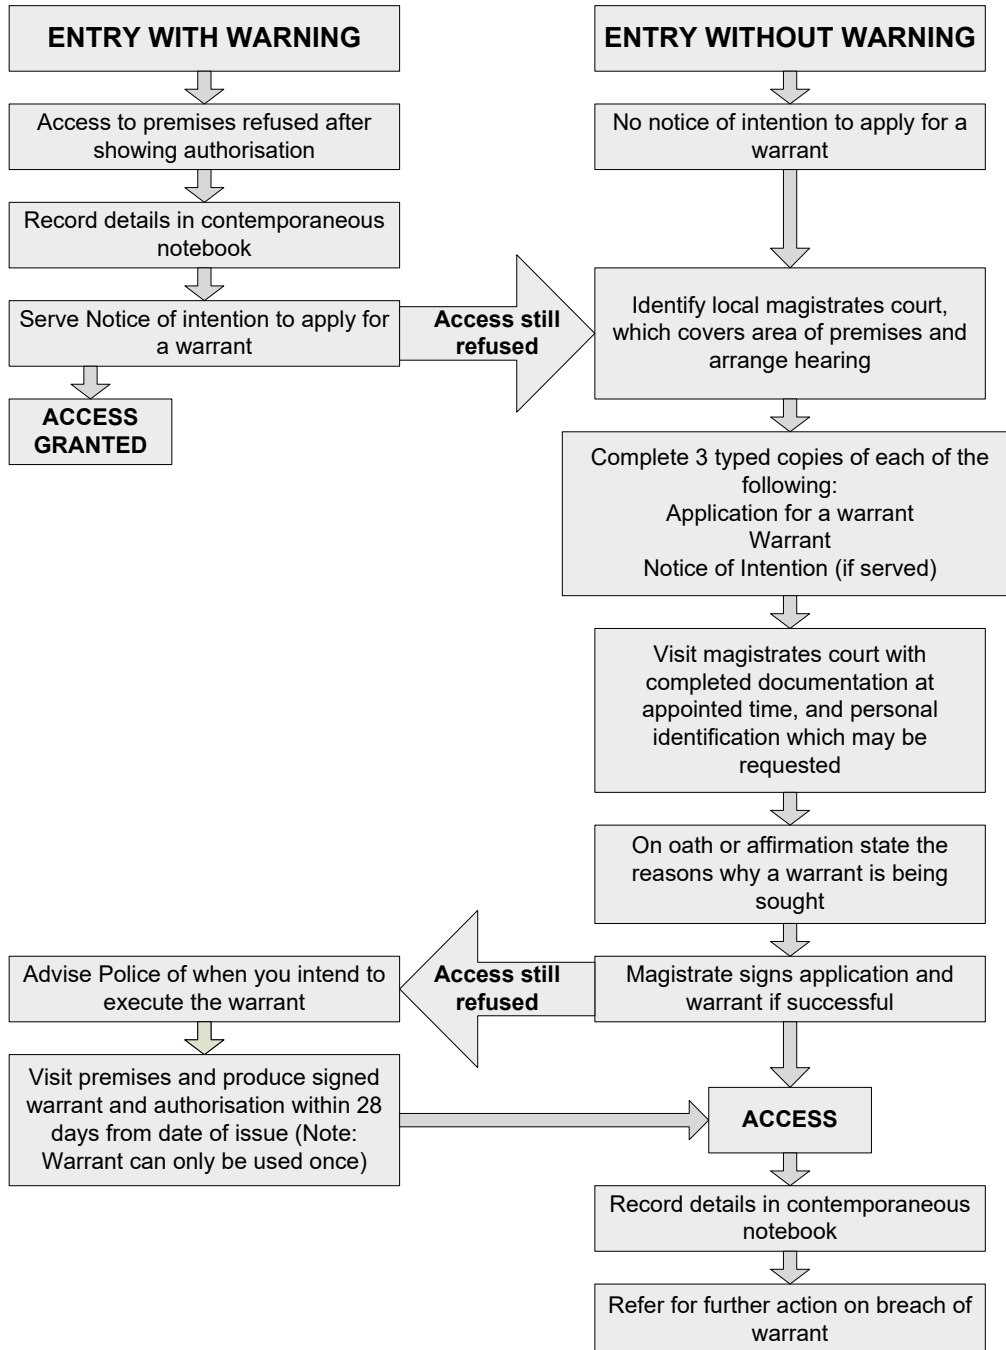 ENTRY WITH WARNING
Access to premises refused after
showing authorisation
Record details in contemporaneous
notebook
Serve Notice of intention to apply for
a warrant
ACCESS
GRANTED
Access still
refused
ENTRY WITHOUT WARNING
No notice of intention to apply for a
warrant
Identify local magistrates court,
which covers area of premises and
arrange hearing
Complete 3 typed copies of each of the
following:
Application for a warrant
Warrant
Notice of Intention (if served)
Visit magistrates court with
completed documentation at
appointed time, and personal
identification which may be
requested
On oath or affirmation state the
reasons why a warrant is being
sought
Magistrate signs application and
warrant if successful
Access still
refused
Advise Police of when you intend to
execute the warrant
Visit premises and produce signed
warrant and authorisation within 28
days from date of issue (Note:
Warrant can only be used once)
ACCESS
Record details in contemporaneous
notebook
Refer for further action on breach of
warrant